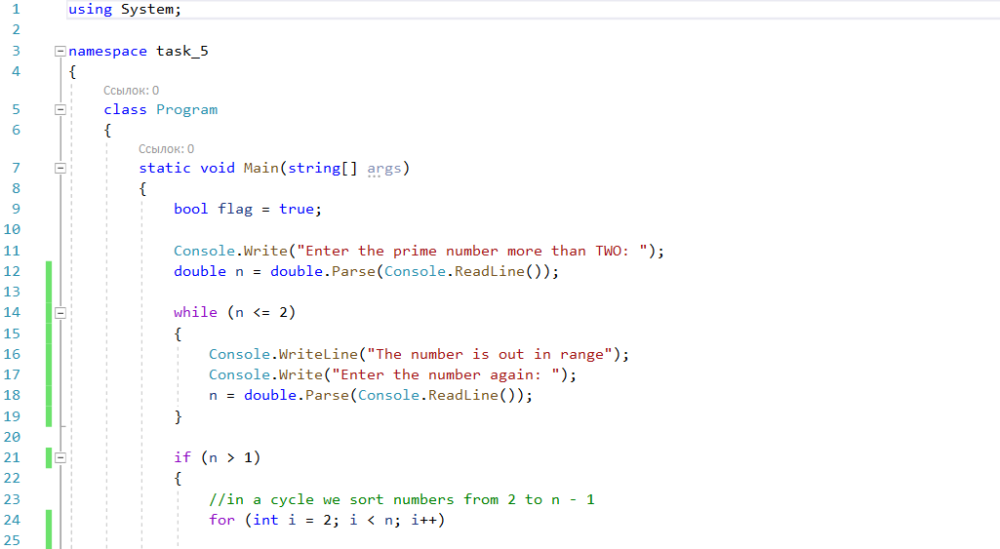 1 using System;
2
3 namespace task_5
4 {
Ссылок: 0
5 class Program
6 {
Ссылок: 0
7 static void Main(string[] args)
8 {
9 bool flag = true;
10
11 Console.Write("Enter the prime number more than TWO: ");
12 double n = double.Parse(Console.ReadLine());
13
14 while (n <= 2)
15 {
16 Console.WriteLine("The number is out in range");
17 Console.Write("Enter the number again: ");
18 n = double.Parse(Console.ReadLine());
19 }
20
21 if (n > 1)
22 {
23 //in a cycle we sort numbers from 2 to n - 1
24 for (int i = 2; i < n; i++)
25